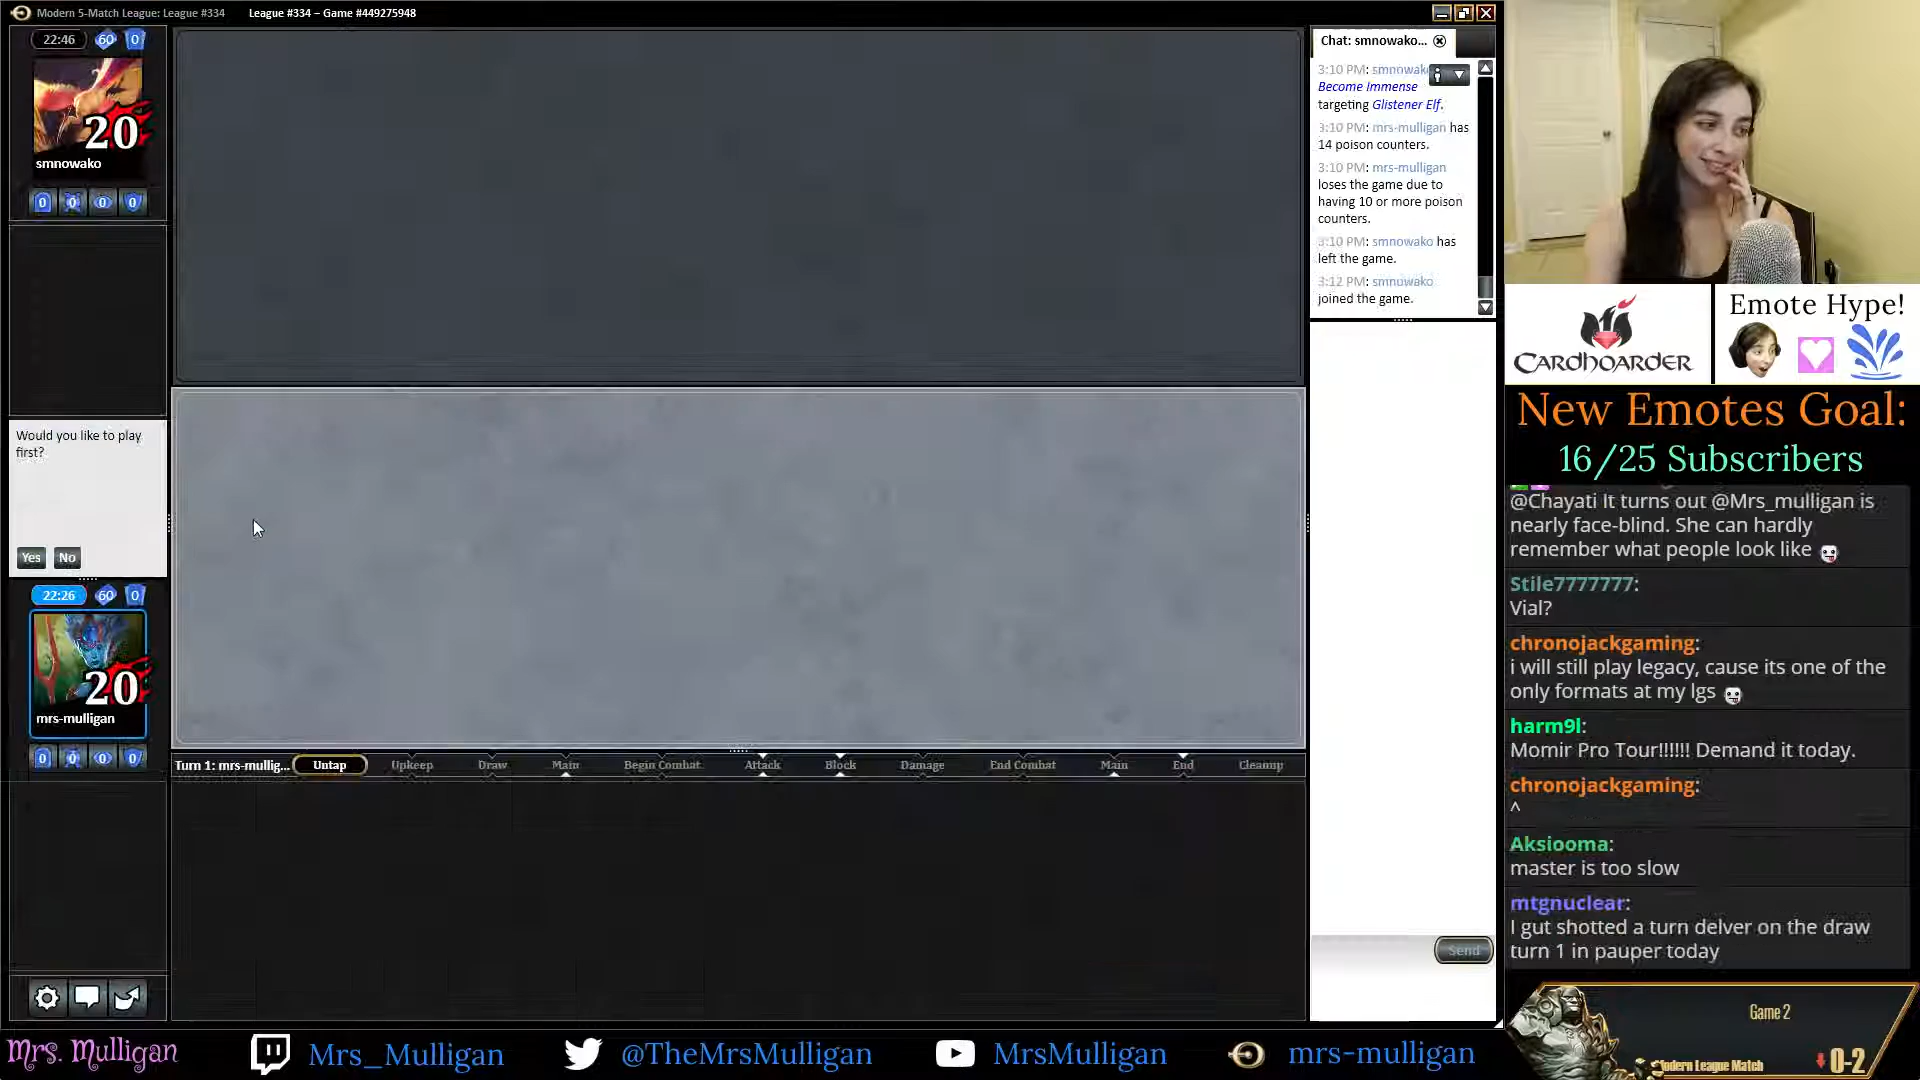 Modern 5-Match League: League #334
League #334 – Game #449275948
22:46
60
0
20
smnowako
0
0
0
0
Would you like to play
first?
Yes
No
22:26
60
0
20
mrs-mulligan
0
0
0
0
Turn 1: mrs-mullig...
Untap
Upkeep
Draw
Main
Begin Combat
Attack
Block
Damage
End Combat
Main
End
Cleanup
Chat: smnowako...
3:10 PM: smnowako
Become Immense
targeting Glistener Elf.
3:10 PM: mrs-mulligan has
14 poison counters.
3:10 PM: mrs-mulligan
loses the game due to
having 10 or more poison
counters.
3:10 PM: smnowako has
left the game.
3:12 PM: smnowako
joined the game.
Send
CARDHOARDER
Emote Hype!
New Emotes Goal:
16/25 Subscribers
@Chayati It turns out @Mrs_mulligan is
nearly face-blind. She can hardly
remember what people look like
Stile7777777:
Vial?
chronojackgaming:
i will still play legacy, cause its one of the
only formats at my lgs
harm9l:
Momir Pro Tour!!!!!! Demand it today.
chronojackgaming:
^
Aksiooma:
master is too slow
mtgnuclear:
I gut shotted a turn delver on the draw
turn 1 in pauper today
Game 2
Modern League Match
0-2
Mrs. Mulligan
Mrs_Mulligan
@TheMrsMulligan
MrsMulligan
mrs-mulligan